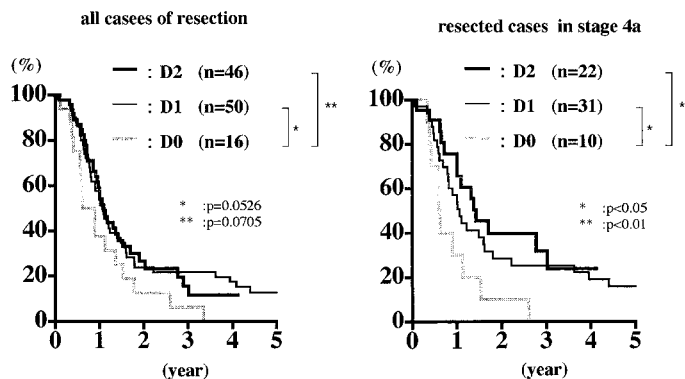 all casees of resection
(%)
: D2 (n=46)
: D1 (n=50)
: D0 (n=16)
**
*
100
80
60
40
20
0
* :p=0.0526
** :p=0.0705
0 1 2 3 4 5
(year)
resected cases in stage 4a
(%)
: D2 (n=22)
: D1 (n=31)
: D0 (n=10)
*
*
100
80
60
40
20
0
* :p<0.05
** :p<0.01
0 1 2 3 4 5
(year)